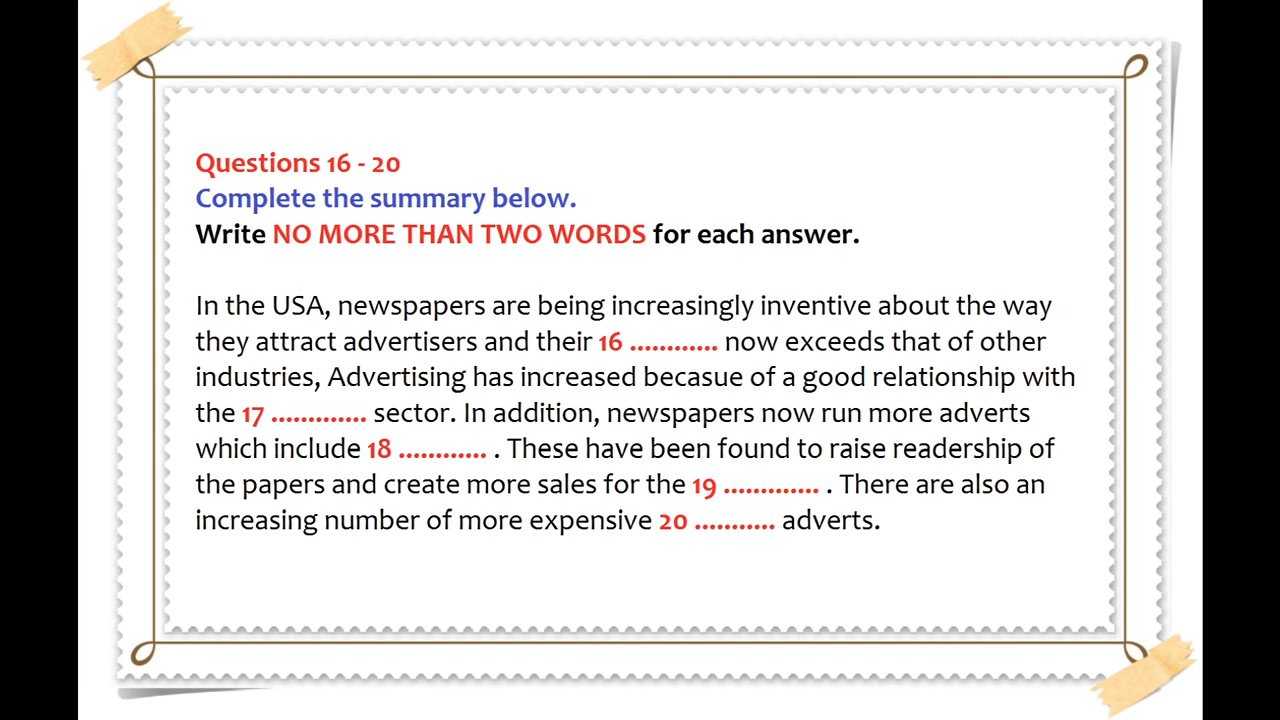 Questions 16 - 20
Complete the summary below.
Write NO MORE THAN TWO WORDS for each answer.
In the USA, newspapers are being increasingly inventive about the way
they attract advertisers and their 16 ............ now exceeds that of other
industries, Advertising has increased becasue of a good relationship with
the 17 ............. sector. In addition, newspapers now run more adverts
which include 18 ............ . These have been found to raise readership of
the papers and create more sales for the 19 ............. . There are also an
increasing number of more expensive 20 ........... adverts.